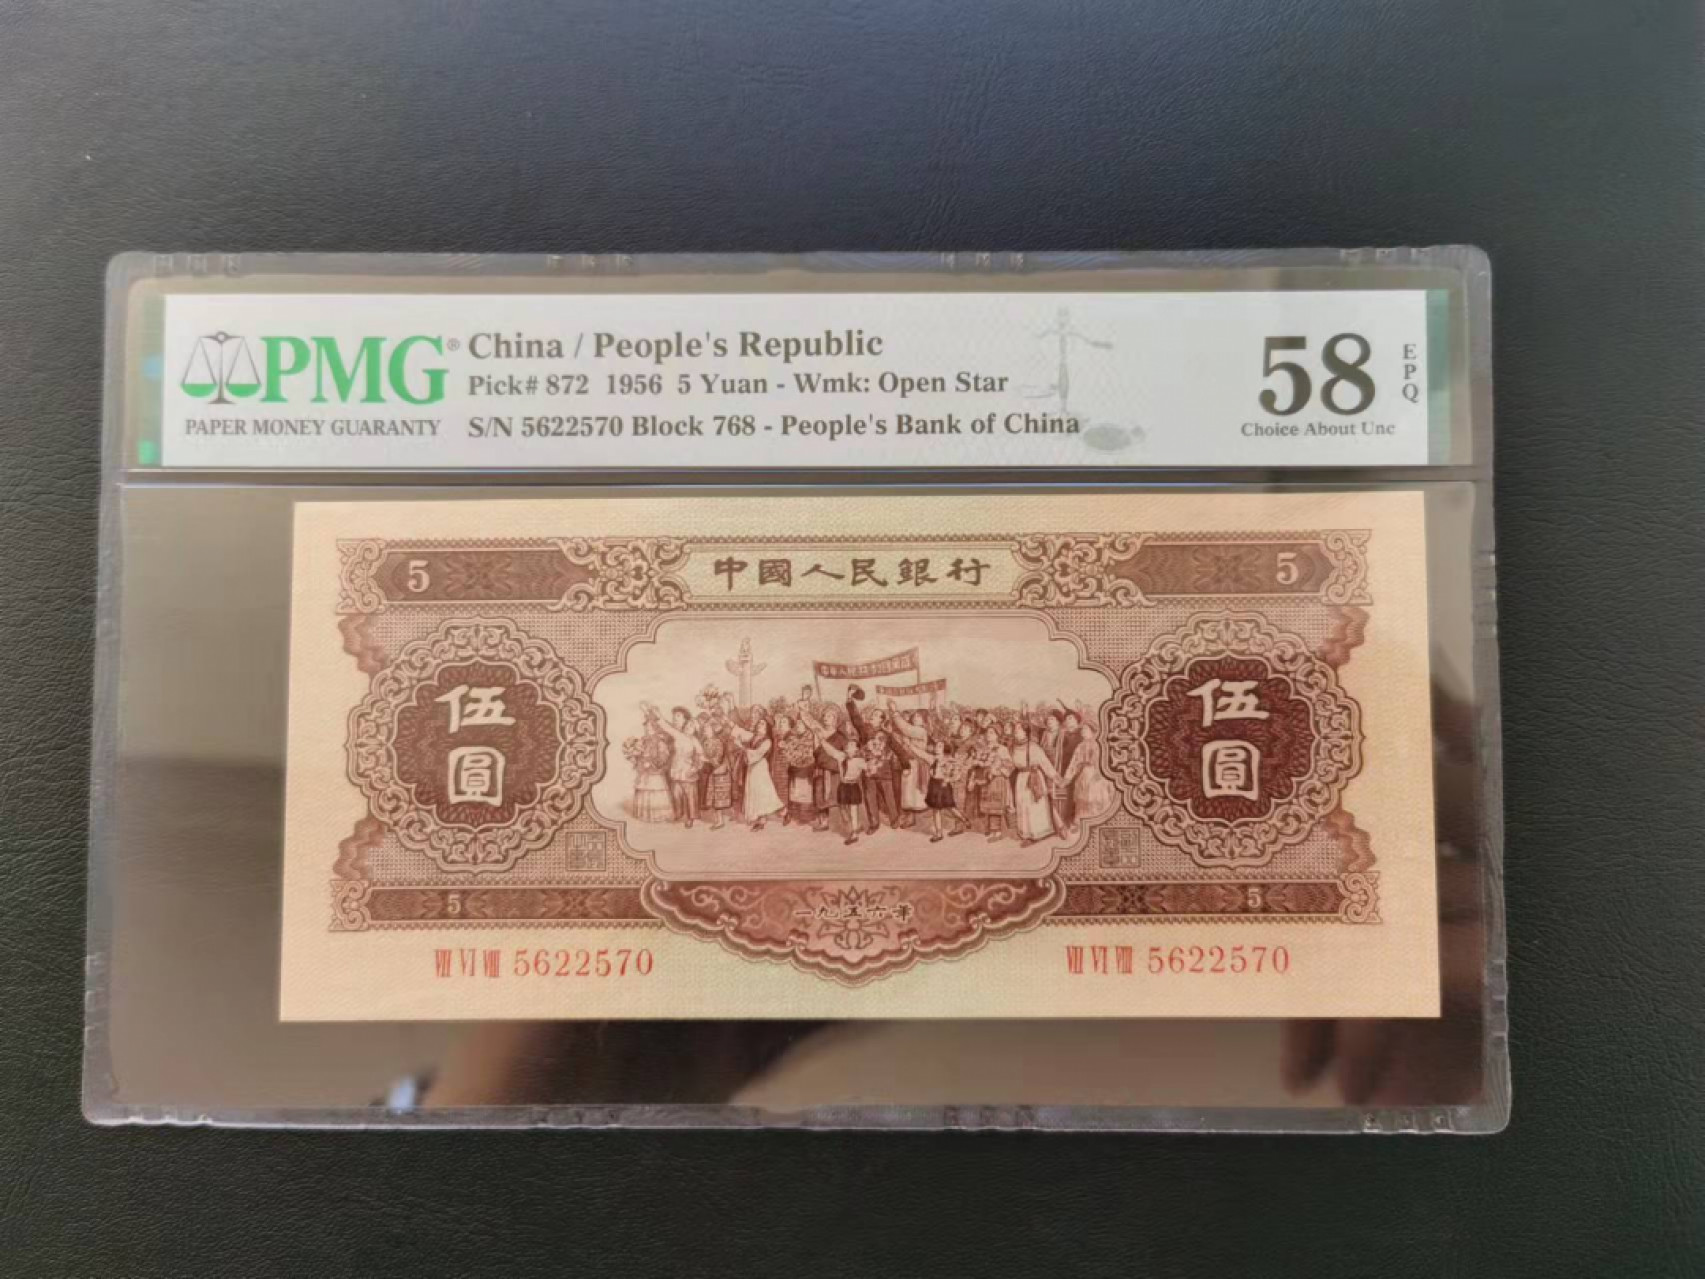 PMG®
PAPER MONEY GUARANTY
China / People's Republic
Pick# 872 1956 5 Yuan - Wmk: Open Star
S/N 5622570 Block 768 - People's Bank of China
58
EPQ
Choice About Unc
5
中國人民銀行
5
伍圓
伍圓
5
一九五六年
5
Ⅶ Ⅵ Ⅷ 5622570
Ⅶ Ⅵ Ⅷ 5622570